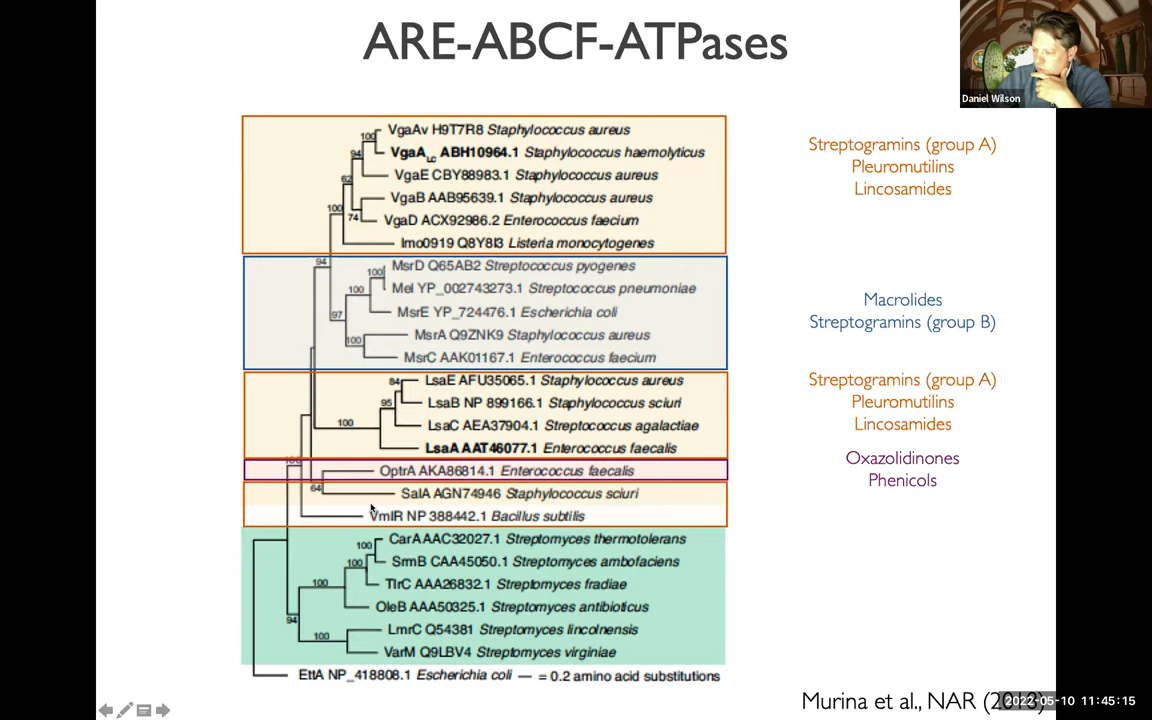 ARE-ABCF-ATPases
Daniel Wilson
VgaAv H9T7R8 Staphylococcus aureus
VgaA LC ABH10964.1 Staphylococcus haemolyticus
VgaE CBY88983.1 Staphylococcus aureus
VgaB AAB95639.1 Staphylococcus aureus
VgaD ACX92986.2 Enterococcus faecium
lmo0919 Q8Y8I3 Listeria monocytogenes
MsrD Q65AB2 Streptococcus pyogenes
Mel YP_002743273.1 Streptococcus pneumoniae
MsrE YP_724476.1 Escherichia coli
MsrA Q9ZNK9 Staphylococcus aureus
MsrC AAK01167.1 Enterococcus faecium
LsaE AFU35065.1 Staphylococcus aureus
LsaB NP 899166.1 Staphylococcus sciuri
LsaC AEA37904.1 Streptococcus agalactiae
LsaA AAT46077.1 Enterococcus faecalis
OptrA AKA86814.1 Enterococcus faecalis
SalA AGN74946 Staphylococcus sciuri
VmlR NP 388442.1 Bacillus subtilis
CarA AAC32027.1 Streptomyces thermotolerans
SrmB CAA45050.1 Streptomyces ambofaciens
TlrC AAA26832.1 Streptomyces fradiae
OleB AAA50325.1 Streptomyces antibioticus
LmrC Q54381 Streptomyces lincolnensis
VarM Q9LBV4 Streptomyces virginiae
EttA NP_418808.1 Escherichia coli — = 0.2 amino acid substitutions
100
94
62
100
74
94
100
100
97
100
84
95
100
64
100
100
100
94
100
Streptogramins (group A)
Pleuromutilins
Lincosamides
Macrolides
Streptogramins (group B)
Streptogramins (group A)
Pleuromutilins
Lincosamides
Oxazolidinones
Phenicols
Murina et al., NAR
2022-05-10 11:45:15